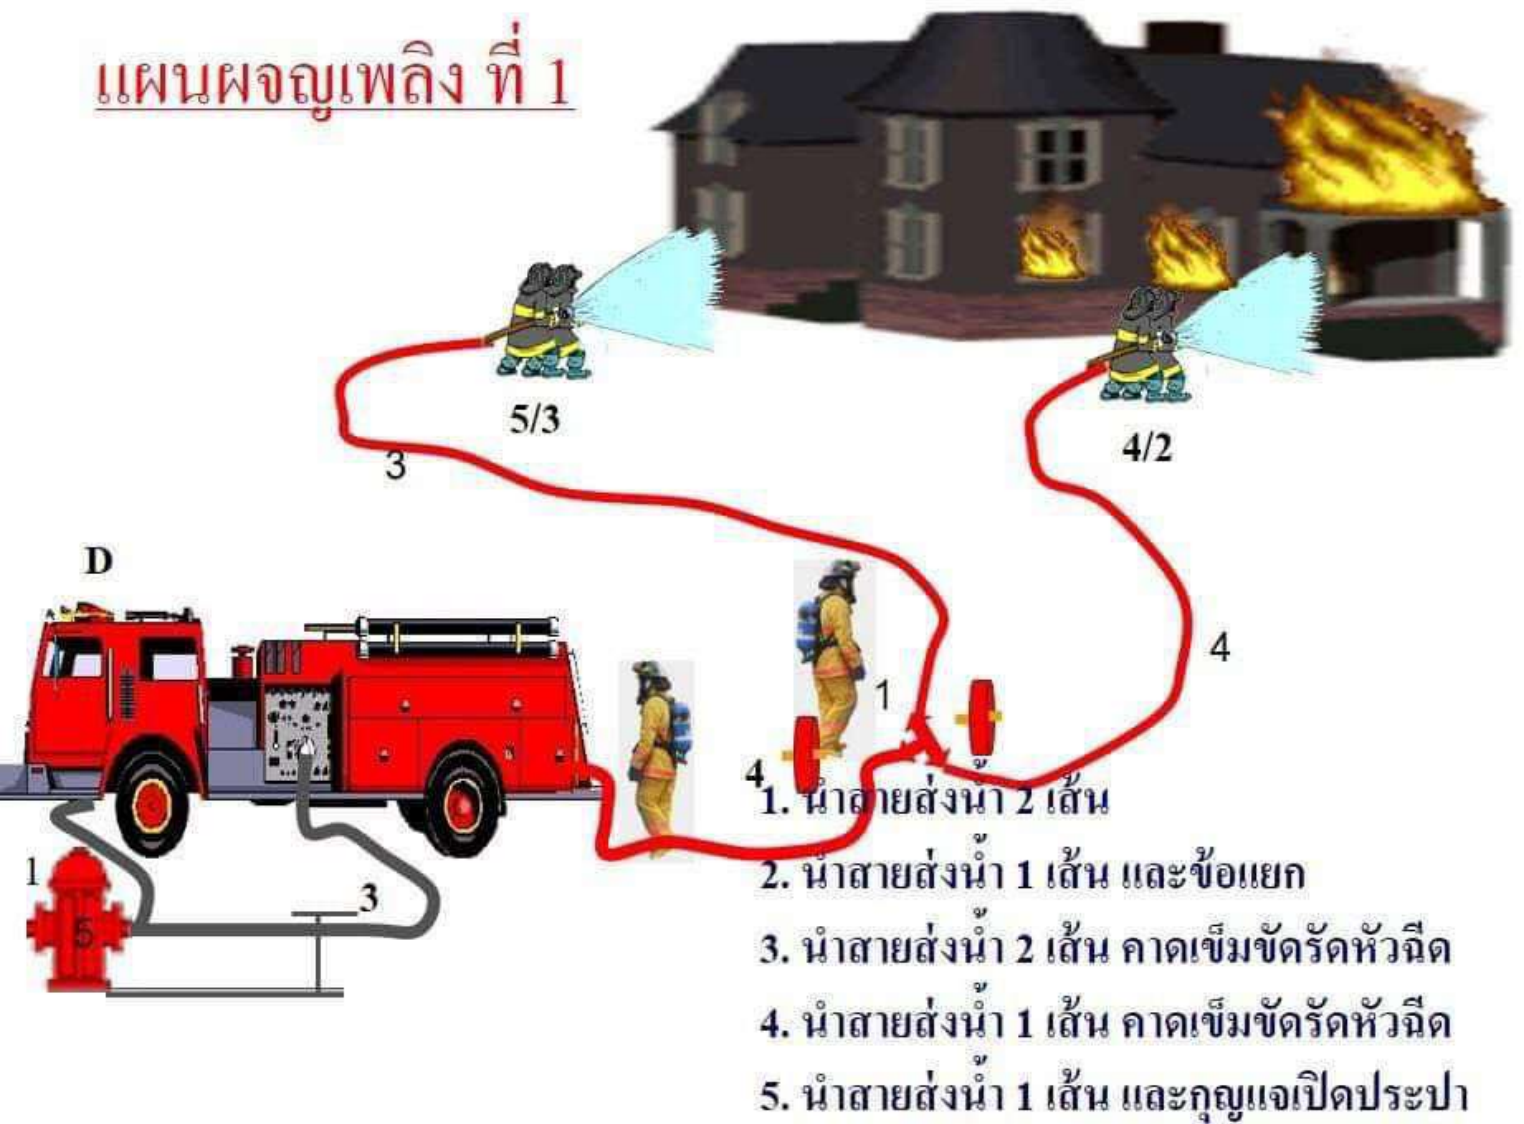 แผนผจญเพลิง ที่ 1
5/3
4/2
3
D
4
1
4
1
3
5
1. นำสายส่งน้ำ 2 เส้น
2. นำสายส่งน้ำ 1 เส้น และข้อแยก
3. นำสายส่งน้ำ 2 เส้น คาดเข็มขัดรัดหัวฉีด
4. นำสายส่งน้ำ 1 เส้น คาดเข็มขัดรัดหัวฉีด
5. นำสายส่งน้ำ 1 เส้น และกุญแจเปิดประปา